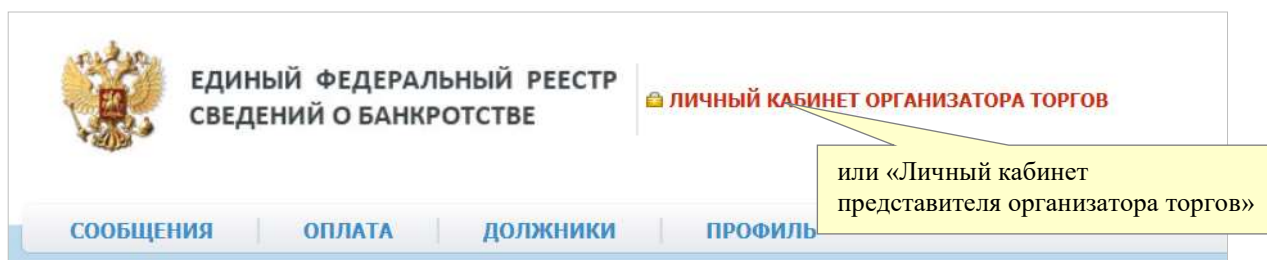 ЕДИНЫЙ ФЕДЕРАЛЬНЫЙ РЕЕСТР
СВЕДЕНИЙ О БАНКРОТСТВЕ
ЛИЧНЫЙ КАБИНЕТ ОРГАНИЗАТОРА ТОРГОВ
или «Личный кабинет
представителя организатора торгов»
СООБЩЕНИЯ ОПЛАТА ДОЛЖНИКИ ПРОФИЛЬ